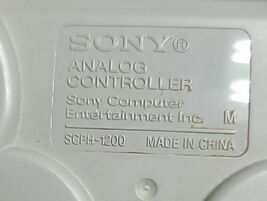 SONY®
ANALOG
CONTROLLER
Sony Computer
Entertainment Inc. M
SCPH-1200 MADE IN CHINA